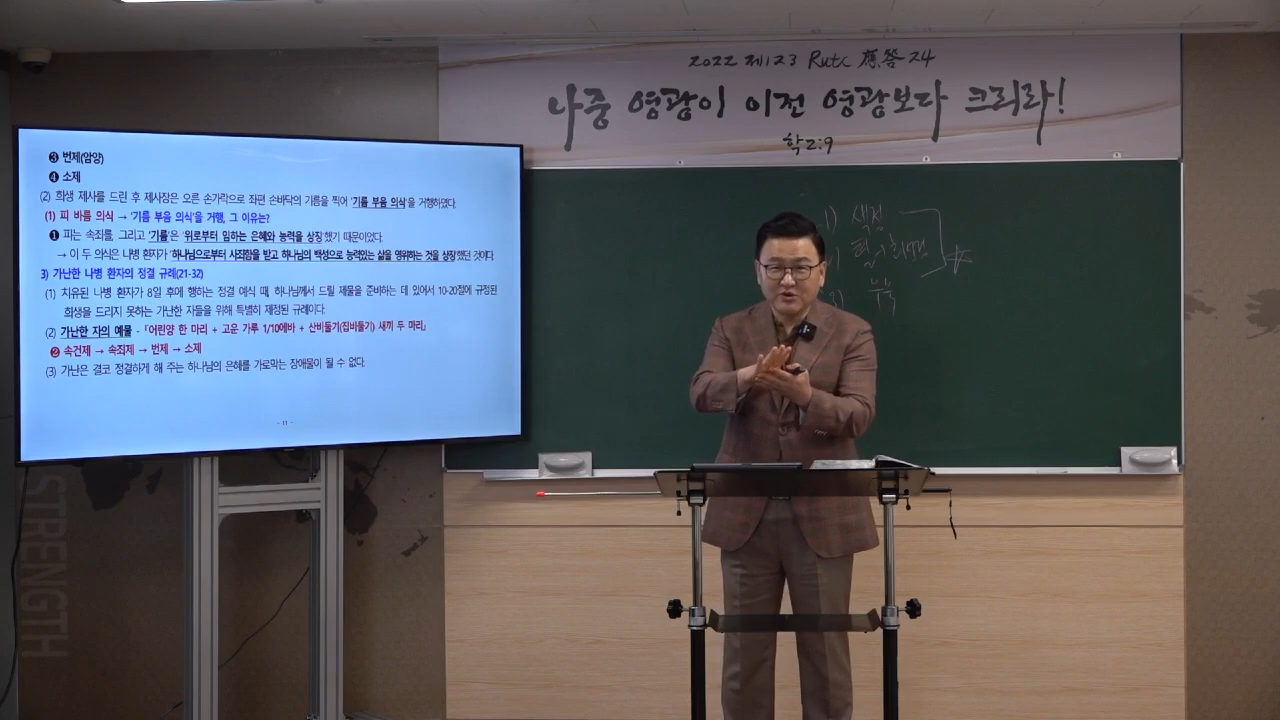 2022 제123 Rutc 應答 24
나중 영광이 이전 영광보다 크리라!
학2:9
❸ 번제(암양)
❹ 소제
(2) 희생 제사를 드린 후 제사장은 오른 손가락으로 좌편 손바닥의 기름을 찍어 '기름 부음 의식'을 거행하였다.
(1) 피 바름 의식 → '기름 부음 의식'을 거행, 그 이유는?
❶ 피는 속죄를, 그리고 '기름'은 '위로부터 임하는 은혜와 능력을 상징'했기 때문이었다.
→ 이 두 의식은 나병 환자가 '하나님으로부터 사죄함을 받고 하나님의 백성으로 능력있는 삶을 영위하는 것을 상징'했던 것이다.
3) 가난한 나병 환자의 정결 규례(21-32)
(1) 치유된 나병 환자가 8일 후에 행하는 정결 예식 때, 하나님께서 드릴 제물을 준비하는 데 있어서 10-20절에 규정된
희생을 드리지 못하는 가난한 자들을 위해 특별히 제정된 규례이다.
(2) 가난한 자의 예물 - 「어린양 한 마리 + 고운 가루 1/10에바 + 산비둘기(집비둘기) 새끼 두 마리」
❷ 속건제 → 속죄제 → 번제 → 소제
(3) 가난은 결코 정결하게 해 주는 하나님의 은혜를 가로막는 장애물이 될 수 없다.
- 11 -
1)
STRENGTH